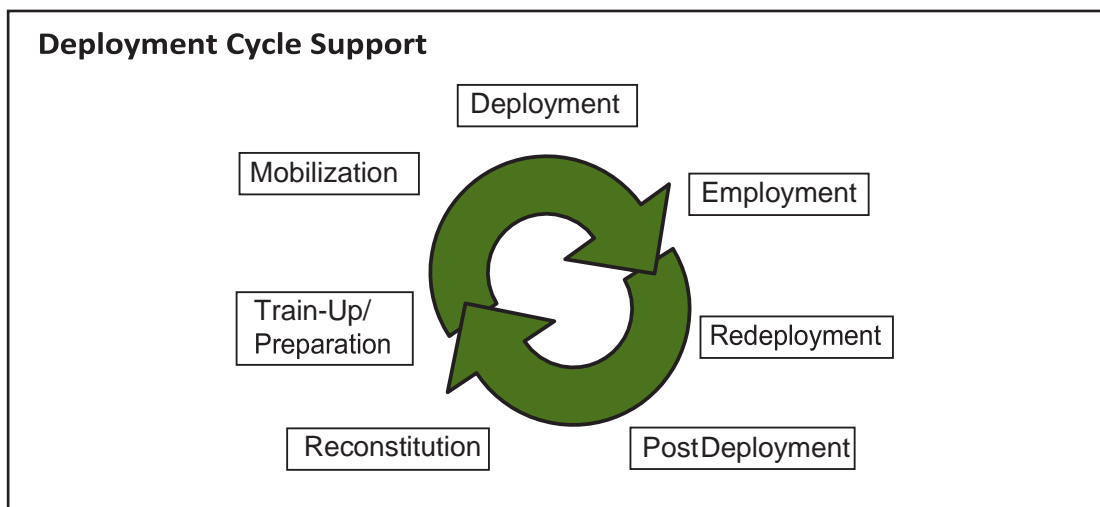 Deployment Cycle Support
Deployment
Mobilization
Employment
Train-Up/
Preparation
Redeployment
Reconstitution
PostDeployment